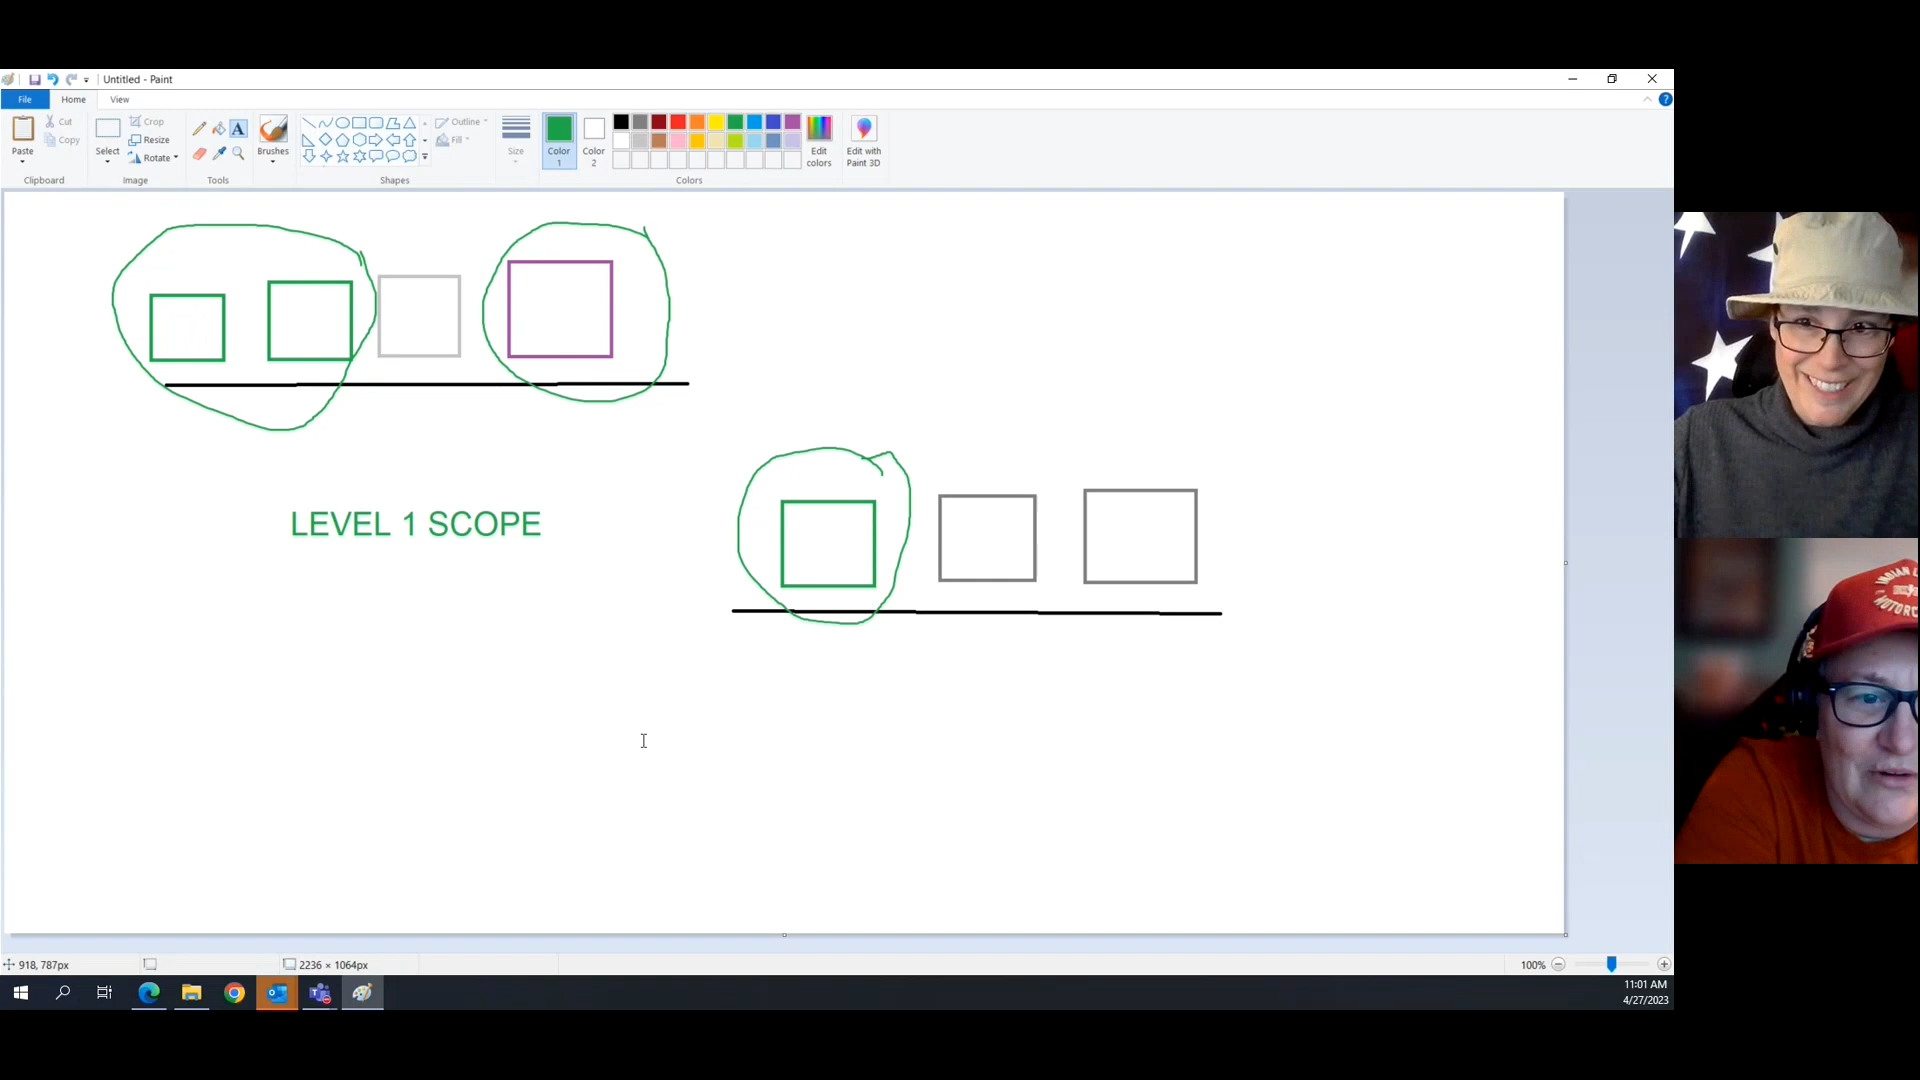 Untitled - Paint
File Home View
Paste
Cut
Copy
Clipboard
Select
Crop
Resize
Rotate
Image
Tools
Brushes
Shapes
Outline
Fill
Size
Color 1
Color 2
Edit colors
Colors
Edit with Paint 3D
LEVEL 1 SCOPE
918, 787px
2236 × 1064px
100%
11:01 AM
4/27/2023